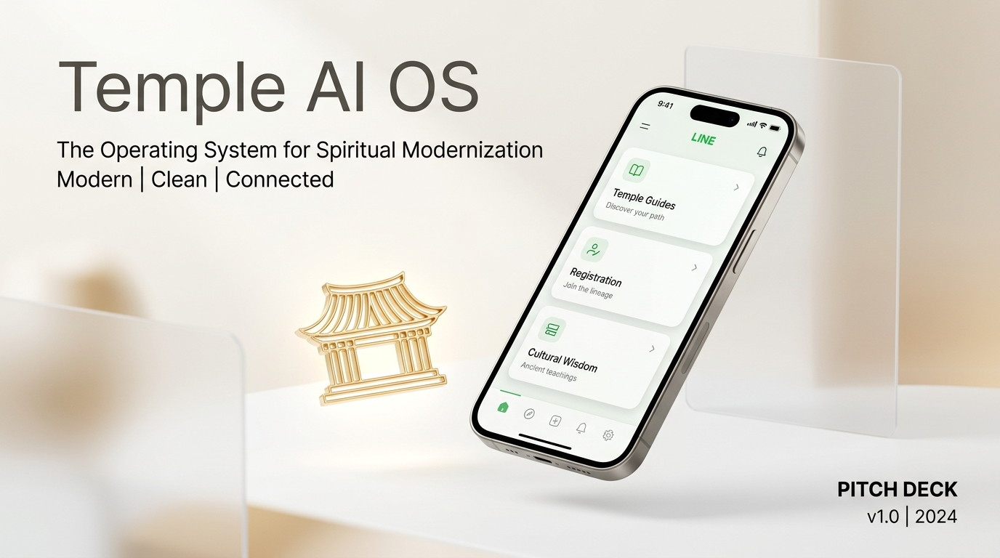 Temple AI OS
The Operating System for Spiritual Modernization
Modern | Clean | Connected
9:41
LINE
Temple Guides
Discover your path
Registration
Join the lineage
Cultural Wisdom
Ancient teachings
PITCH DECK
v1.0 | 2024